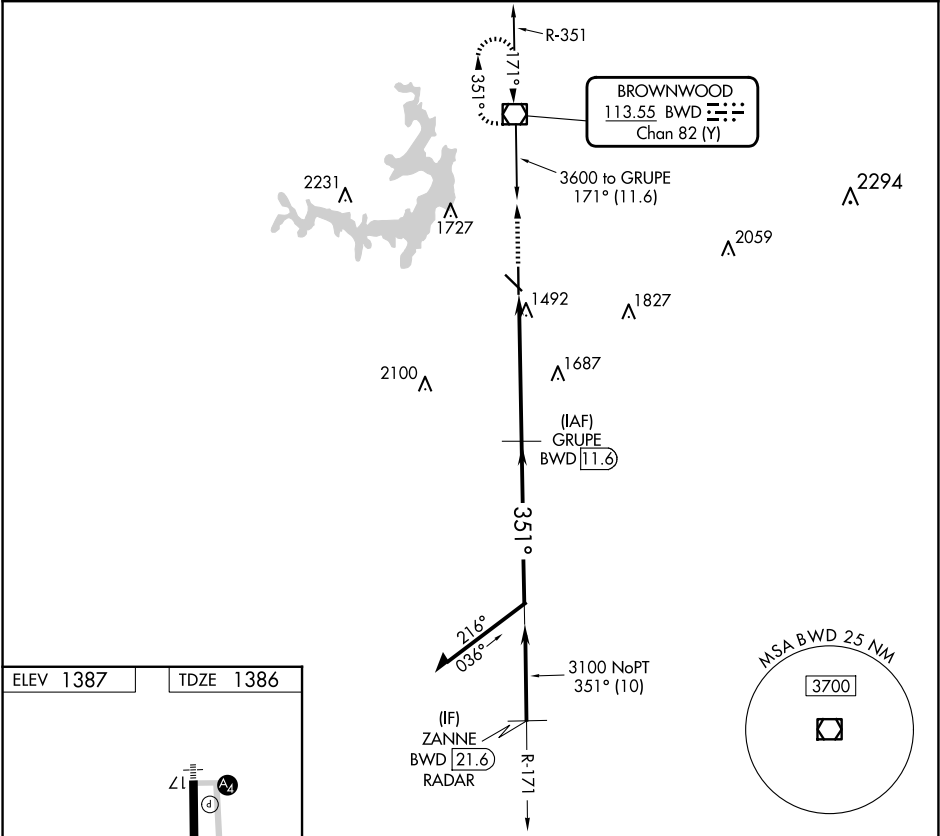 R-351
171°
351°
BROWNWOOD
113.55 BWD
Chan 82 (Y)
3600 to GRUPE
171° (11.6)
2231
1727
2294
2059
1492
1827
2100
1687
(IAF)
GRUPE
BWD 11.6
351°
216°
036°
3100 NoPT
351° (10)
(IF)
ZANNE
BWD 21.6
RADAR
R-171
MSA BWD 25 NM
3700
ELEV 1387
TDZE 1386
17
A4
P